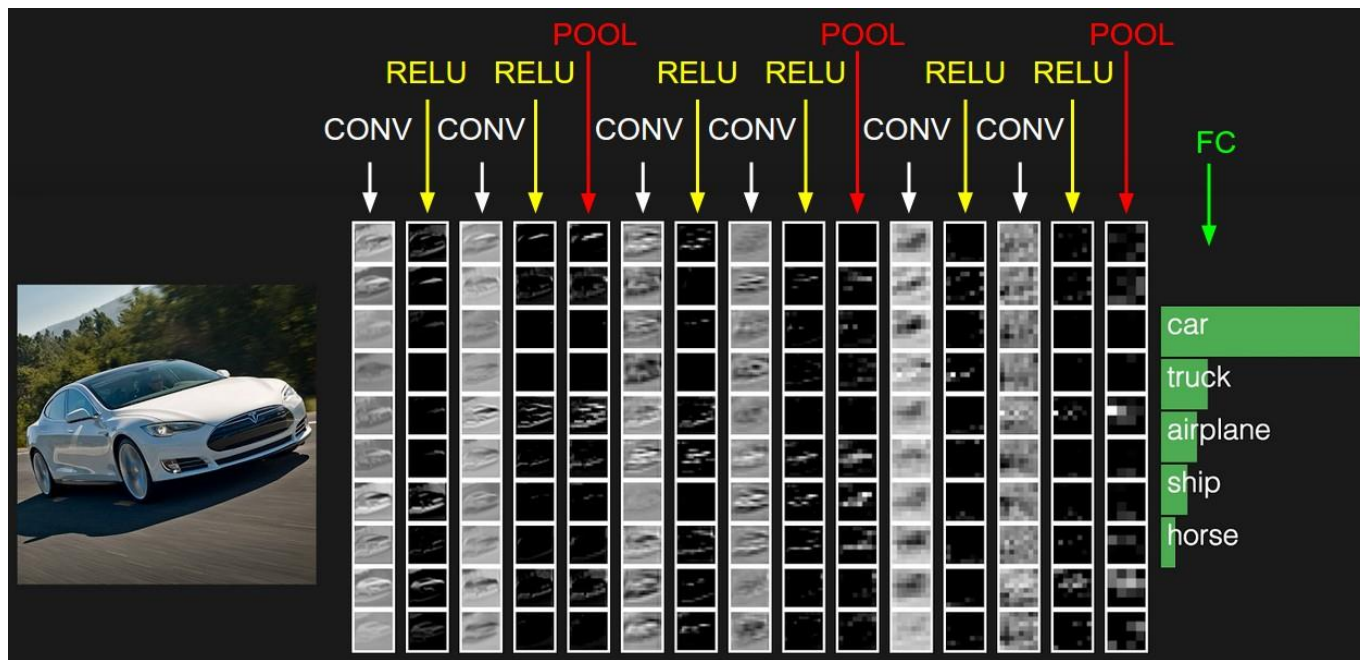 POOL POOL POOL
RELU RELU RELU RELU RELU RELU
CONV CONV CONV CONV CONV CONV
FC
car
truck
airplane
ship
horse